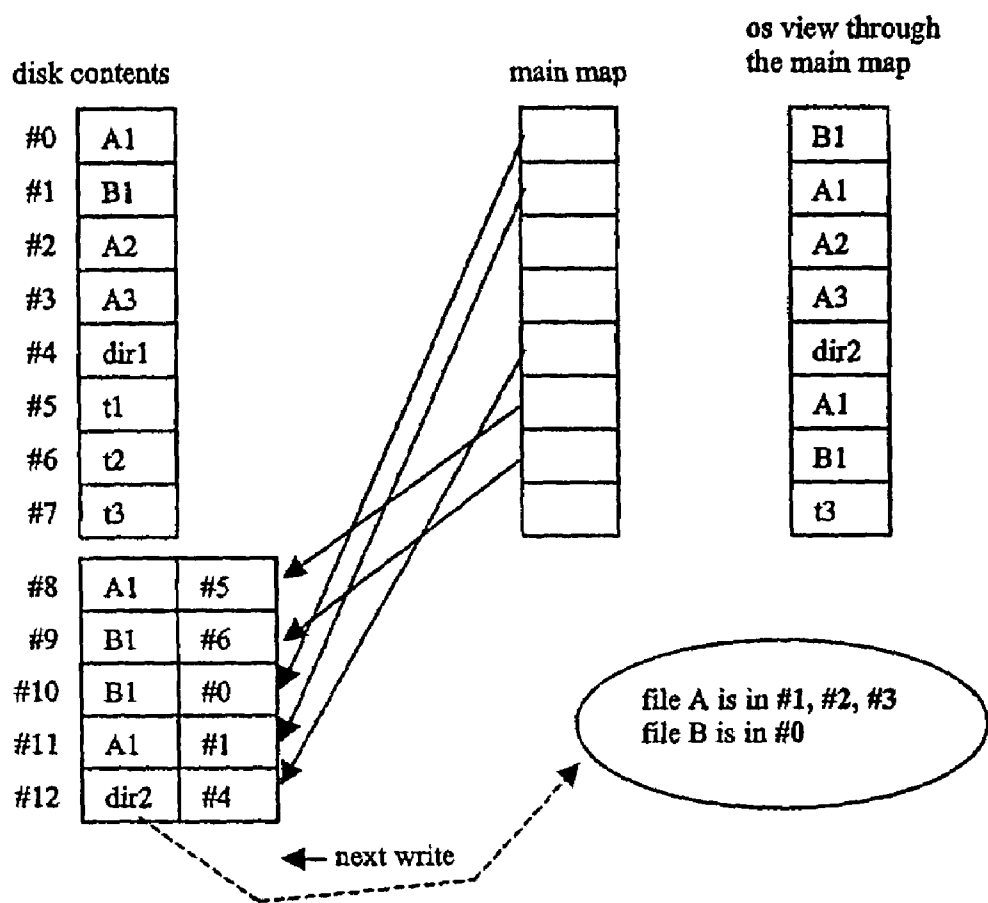 disk contents
main map
os view through
the main map
#0 A1
#1 B1
#2 A2
#3 A3
#4 dir1
#5 t1
#6 t2
#7 t3
#8 A1 #5
#9 B1 #6
#10 B1 #0
#11 A1 #1
#12 dir2 #4
B1
A1
A2
A3
dir2
A1
B1
t3
file A is in #1, #2, #3
file B is in #0
next write